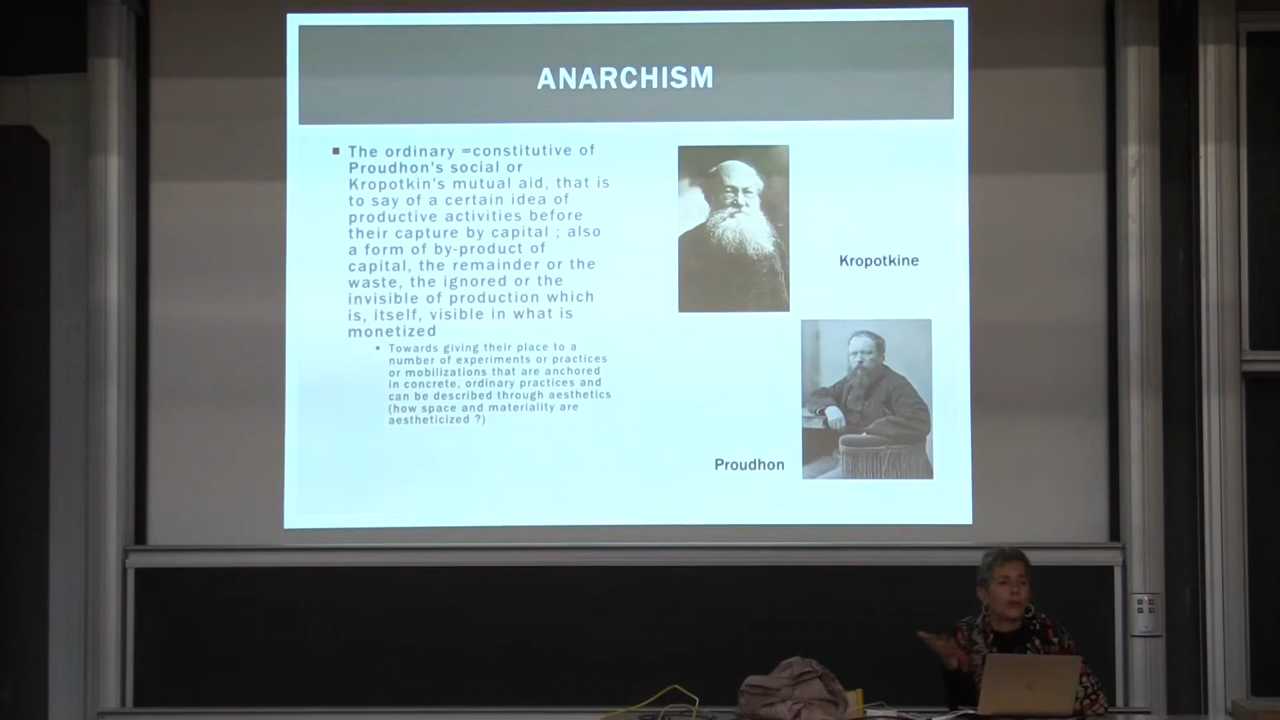 ANARCHISM
The ordinary =constitutive of
Proudhon's social or
Kropotkin's mutual aid, that is
to say of a certain idea of
productive activities before
their capture by capital ; also
a form of by-product of
capital, the remainder or the
waste, the ignored or the
invisible of production which
is, itself, visible in what is
monetized
Towards giving their place to a
number of experiments or practices
or mobilizations that are anchored
in concrete, ordinary practices and
can be described through aesthetics
(how space and materiality are
aestheticized ?)
Kropotkine
Proudhon